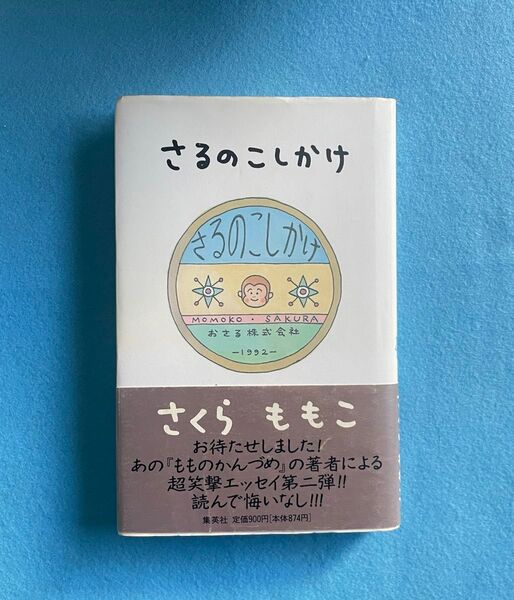 さるのこしかけ
さるのこしかけ
MOMOKO・SAKURA
おさる株式会社
-1992-
さくら ももこ
お待たせしました!
あの『もものかんづめ』の著者による
超笑撃エッセイ第二弾!!
読んで悔いなし!!!
集英社 定価900円[本体874円]